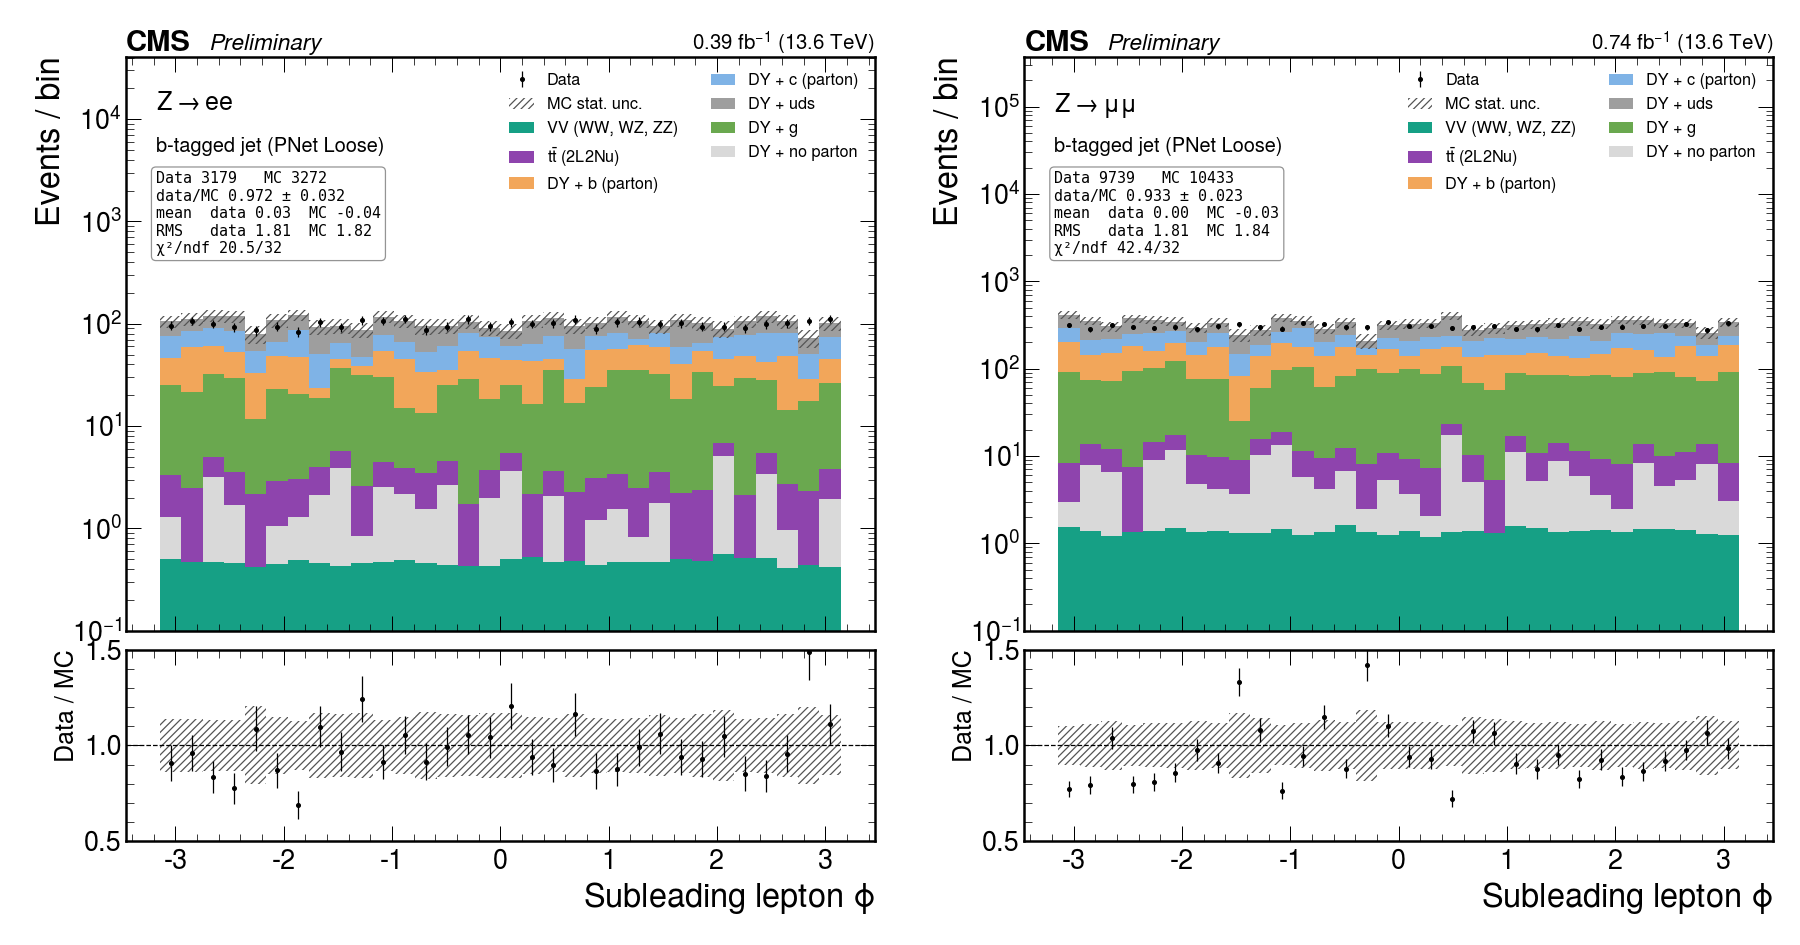 CMS Preliminary 0.39 fb⁻¹ (13.6 TeV)
Events / bin
Z → ee
b-tagged jet (PNet Loose)
Data 3179   MC 3272
data/MC 0.972 ± 0.032
mean  data 0.03  MC -0.04
RMS   data 1.81  MC 1.82
χ²/ndf 20.5/32
Data
MC stat. unc.
VV (WW, WZ, ZZ)
tt̄ (2L2Nu)
DY + b (parton)
DY + c (parton)
DY + uds
DY + g
DY + no parton
10⁴
10³
10²
10¹
10⁰
10⁻¹
Data / MC
1.5
1.0
0.5
-3 -2 -1 0 1 2 3
Subleading lepton ϕ
CMS Preliminary 0.74 fb⁻¹ (13.6 TeV)
Events / bin
Z → μμ
b-tagged jet (PNet Loose)
Data 9739   MC 10433
data/MC 0.933 ± 0.023
mean  data 0.00  MC -0.03
RMS   data 1.81  MC 1.84
χ²/ndf 42.4/32
Data
MC stat. unc.
VV (WW, WZ, ZZ)
tt̄ (2L2Nu)
DY + b (parton)
DY + c (parton)
DY + uds
DY + g
DY + no parton
10⁵
10⁴
10³
10²
10¹
10⁰
10⁻¹
Data / MC
1.5
1.0
0.5
-3 -2 -1 0 1 2 3
Subleading lepton ϕ